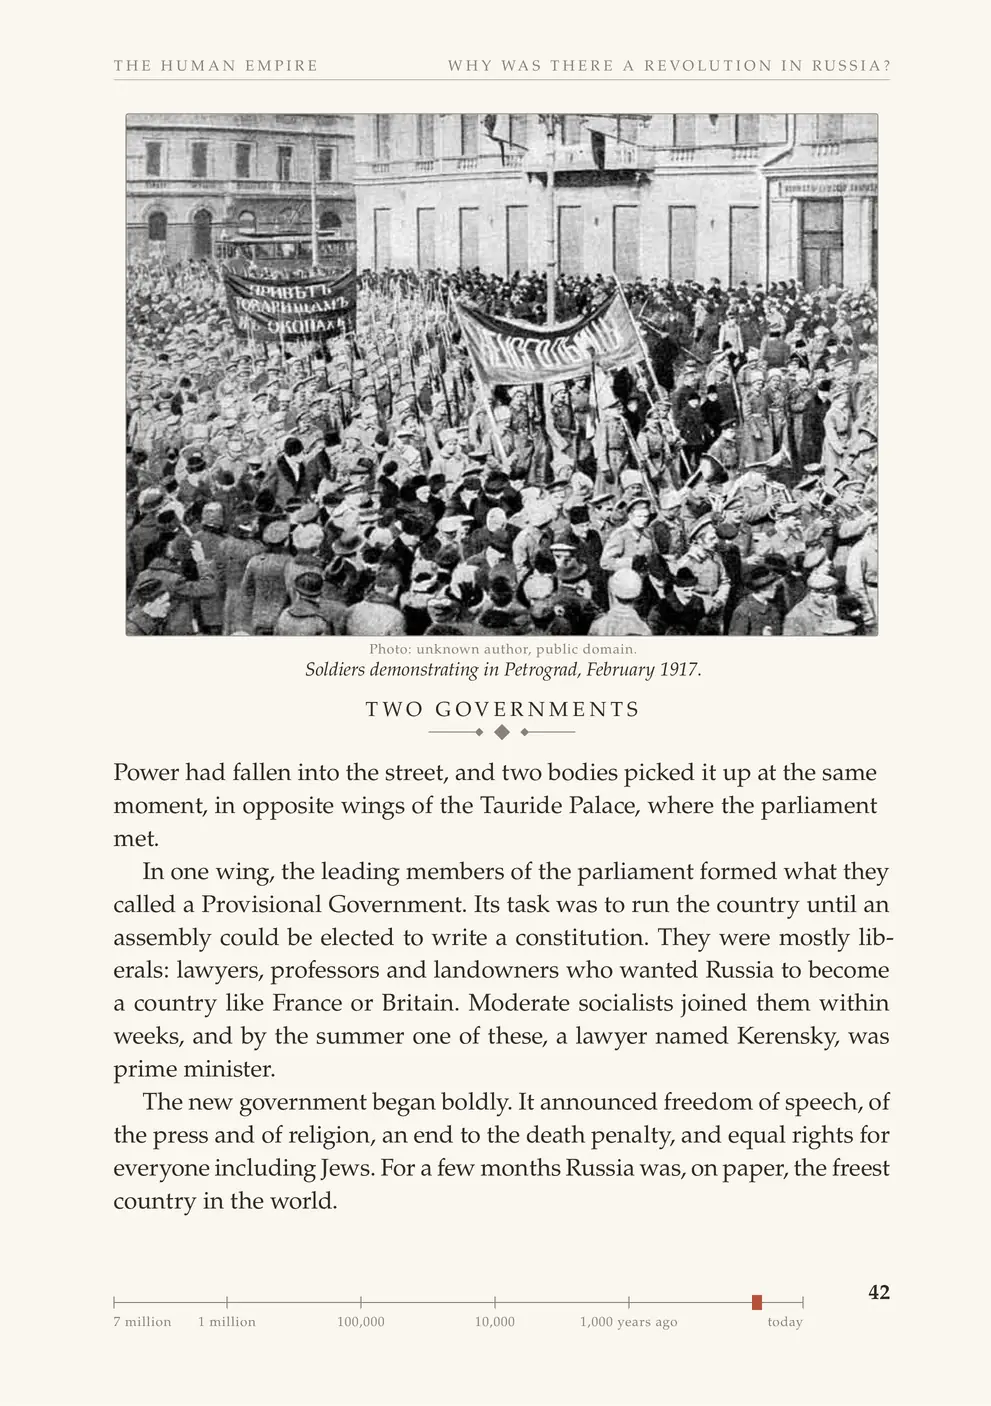 THE HUMAN EMPIRE
WHY WAS THERE A REVOLUTION IN RUSSIA?
ПРИВѢТЪ
ТОВАРИЩАМЪ
ОКОПАХЪ
Photo: unknown author, public domain.
Soldiers demonstrating in Petrograd, February 1917.
TWO GOVERNMENTS
Power had fallen into the street, and two bodies picked it up at the same
moment, in opposite wings of the Tauride Palace, where the parliament
met.
In one wing, the leading members of the parliament formed what they
called a Provisional Government. Its task was to run the country until an
assembly could be elected to write a constitution. They were mostly lib-
erals: lawyers, professors and landowners who wanted Russia to become
a country like France or Britain. Moderate socialists joined them within
weeks, and by the summer one of these, a lawyer named Kerensky, was
prime minister.
The new government began boldly. It announced freedom of speech, of
the press and of religion, an end to the death penalty, and equal rights for
everyone including Jews. For a few months Russia was, on paper, the freest
country in the world.
42
7 million 1 million 100,000 10,000 1,000 years ago today